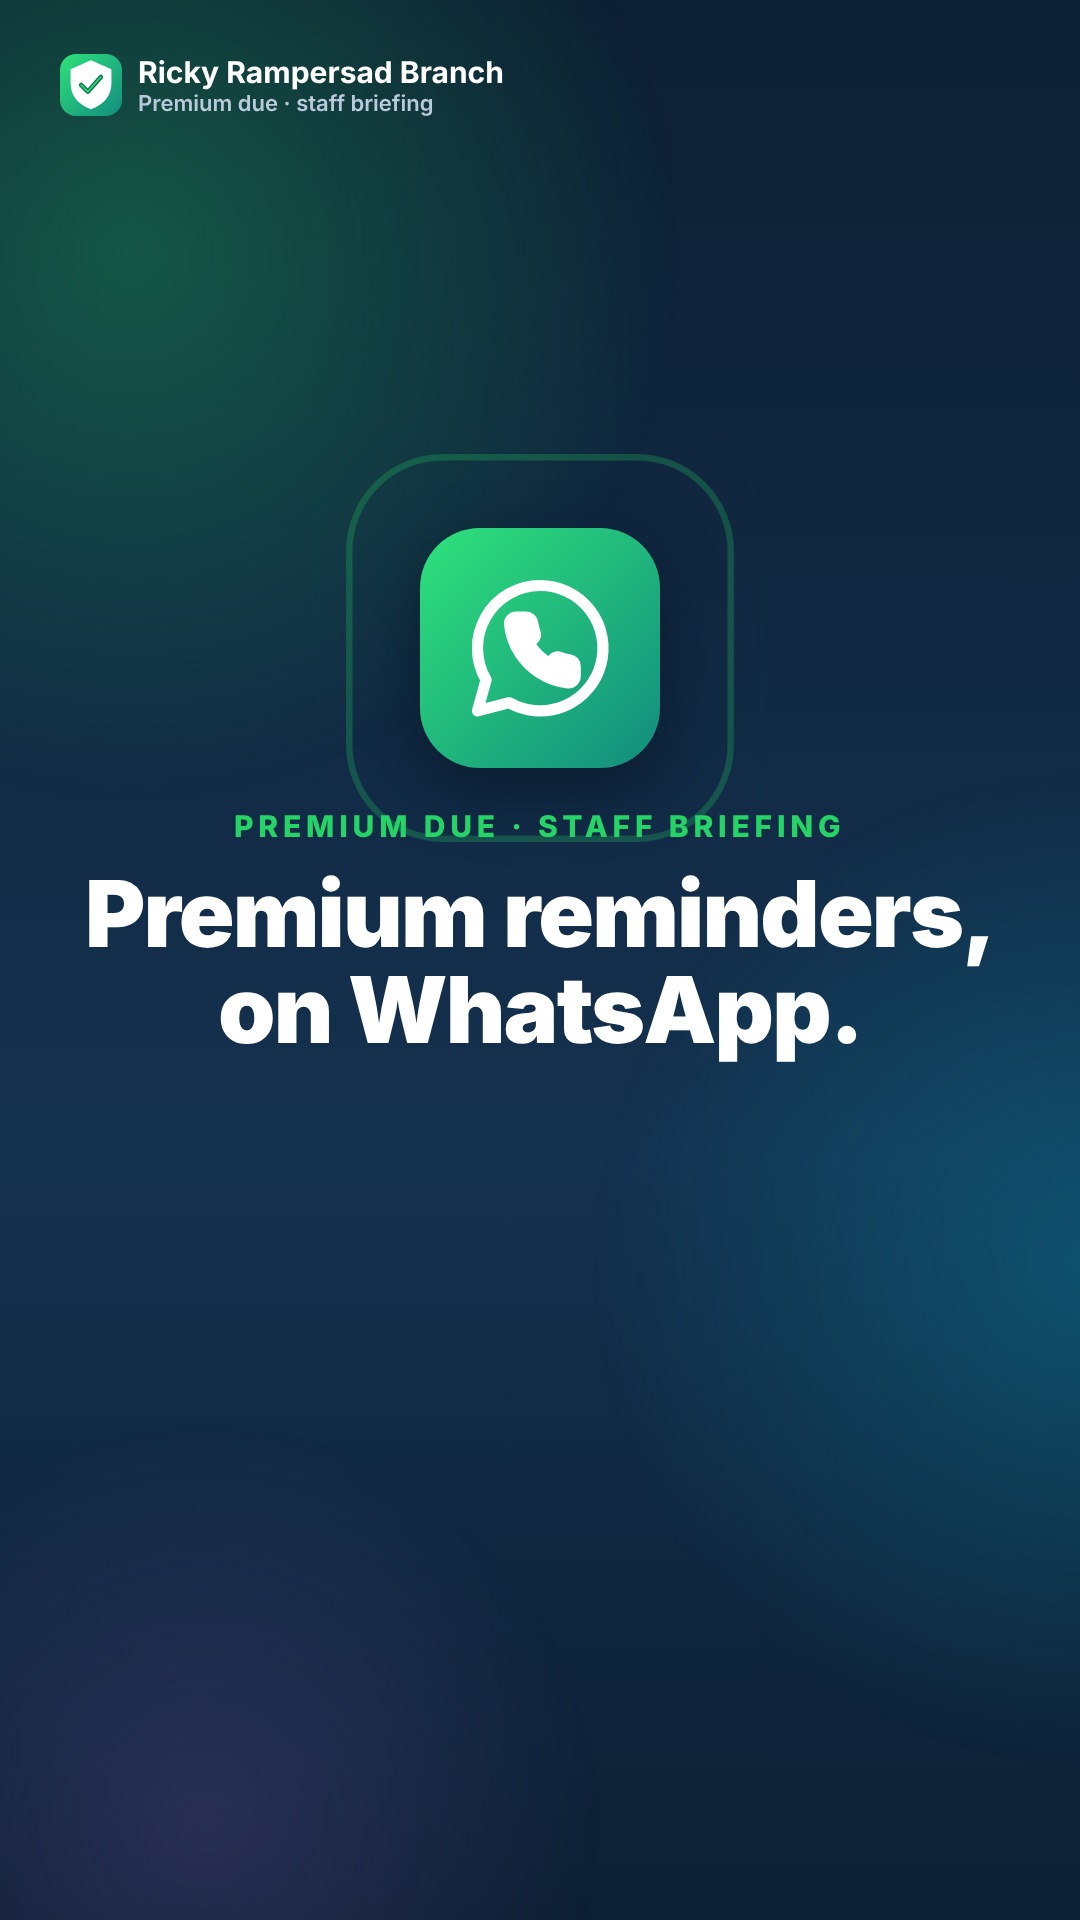 Ricky Rampersad Branch
Premium due · staff briefing
PREMIUM DUE · STAFF BRIEFING
Premium reminders,
on WhatsApp.